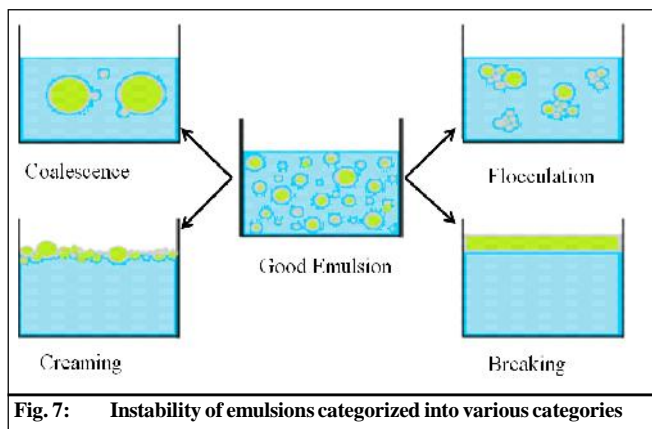 Coalescence
Flocculation
Good Emulsion
Creaming
Breaking
Fig. 7: Instability of emulsions categorized into various categories